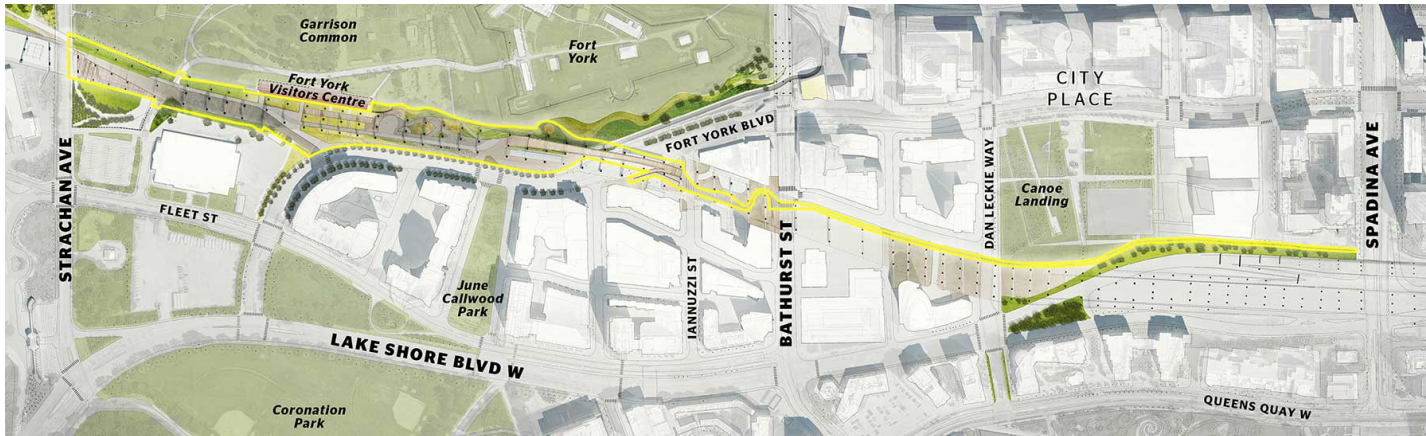 Garrison
Common
Fort
York
Fort York
Visitors Centre
CITY
PLACE
FORT YORK BLVD
STRACHAN AVE
FLEET ST
DAN LECKIE WAY
Canoe
Landing
SPADINA AVE
BATHURST ST
IANNUZZI ST
June
Callwood
Park
LAKE SHORE BLVD W
Coronation
Park
QUEENS QUAY W